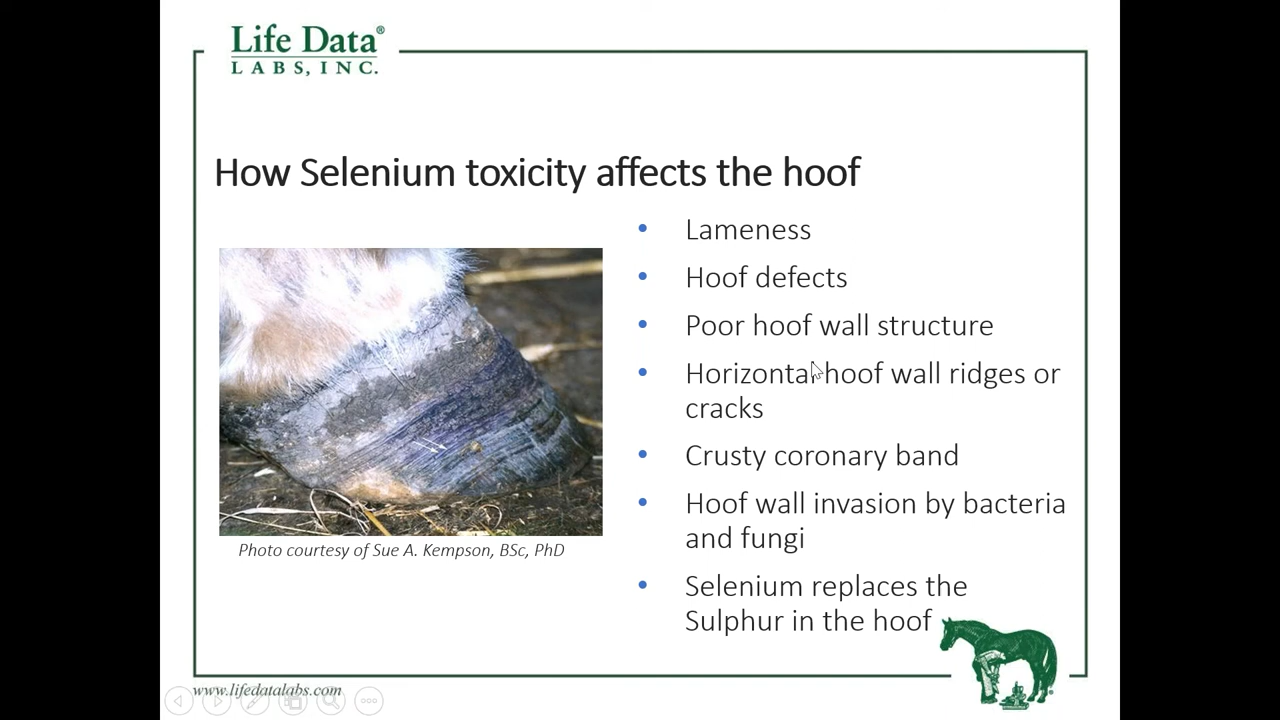 Life Data®
LABS, INC.
How Selenium toxicity affects the hoof
Photo courtesy of Sue A. Kempson, BSc, PhD
• Lameness
• Hoof defects
• Poor hoof wall structure
• Horizontal hoof wall ridges or
cracks
• Crusty coronary band
• Hoof wall invasion by bacteria
and fungi
• Selenium replaces the
Sulphur in the hoof
www.lifedatalabs.com